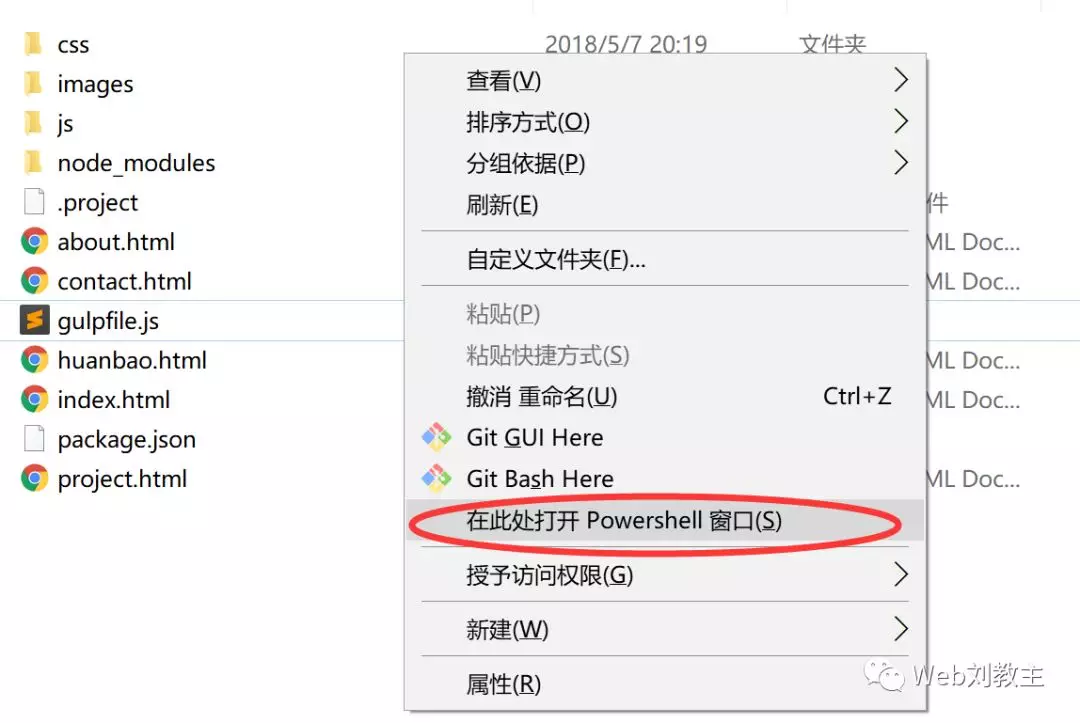 css 2018/5/7 20:19 文件夹
images
js
node_modules
.project 件
about.html ML Doc...
contact.html ML Doc...
gulpfile.js
huanbao.html ML Doc...
index.html ML Doc...
package.json
project.html ML Doc...
查看(V)
排序方式(O)
分组依据(P)
刷新(E)
自定义文件夹(F)...
粘贴(P)
粘贴快捷方式(S)
撤消 重命名(U) Ctrl+Z
Git GUI Here
Git Bash Here
在此处打开 Powershell 窗口(S)
授予访问权限(G)
新建(W)
属性(R)
Web刘教主